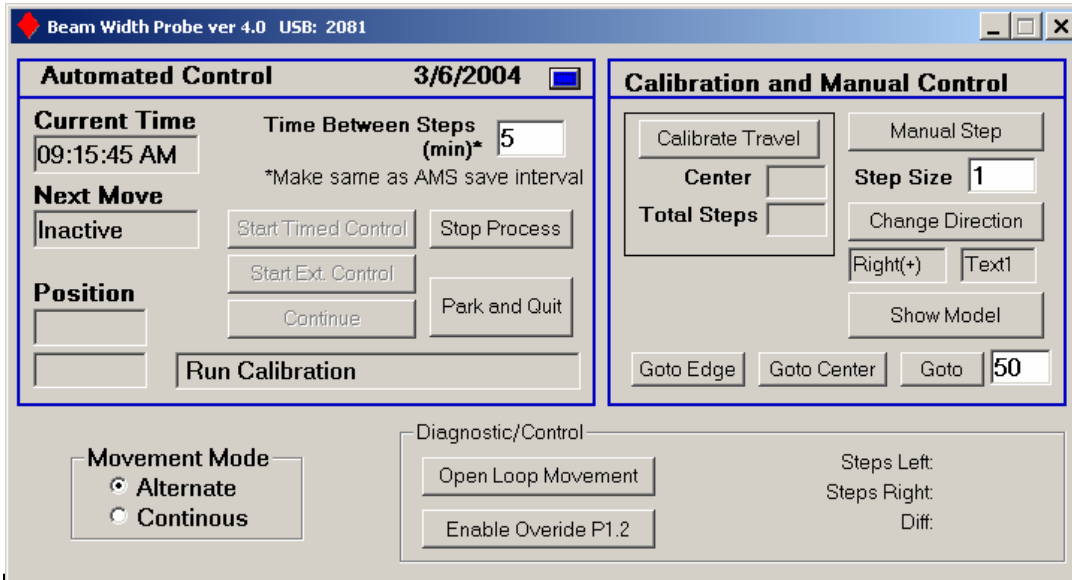 Beam Width Probe ver 4.0 USB: 2081
Automated Control 3/6/2004
Current Time
09:15:45 AM
Time Between Steps
(min)* 5
*Make same as AMS save interval
Next Move
Inactive
Start Timed Control
Stop Process
Start Ext. Control
Continue
Park and Quit
Position
Run Calibration
Calibration and Manual Control
Calibrate Travel
Center
Total Steps
Manual Step
Step Size 1
Change Direction
Right(+) Text1
Show Model
Goto Edge Goto Center Goto 50
Movement Mode
Alternate
Continous
Diagnostic/Control
Open Loop Movement
Enable Overide P1.2
Steps Left:
Steps Right:
Diff: